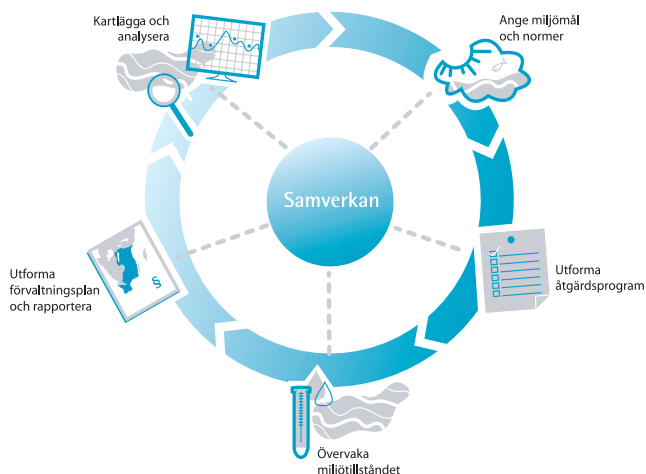 Kartlägga och
analysera
Ange miljömål
och normer
Samverkan
Utforma
åtgärdsprogram
Utforma
förvaltningsplan
och rapportera
§
Övervaka
miljötillståndet